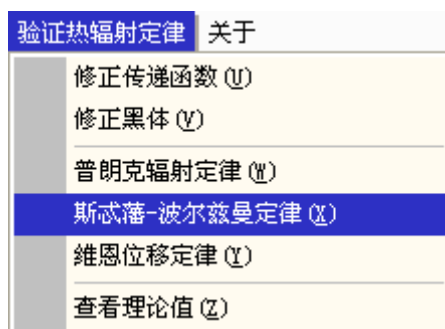 验证热辐射定律 关于
修正传递函数(U)
修正黑体(V)
普朗克辐射定律(W)
斯忒藩-波尔兹曼定律(X)
维恩位移定律(Y)
查看理论值(Z)